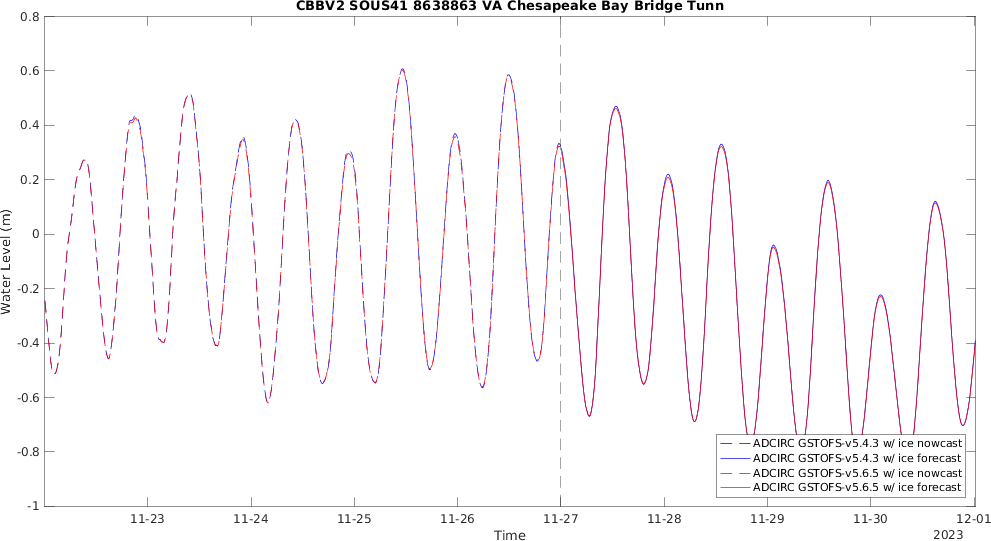 CBBV2 SOUS41 8638863 VA Chesapeake Bay Bridge Tunn
0.8
0.6
0.4
0.2
0
-0.2
-0.4
-0.6
-0.8
-1
Water Level (m)
ADCIRC GSTOFS-v5.4.3 w/ ice nowcast
ADCIRC GSTOFS-v5.4.3 w/ ice forecast
ADCIRC GSTOFS-v5.6.5 w/ ice nowcast
ADCIRC GSTOFS-v5.6.5 w/ ice forecast
11-23 11-24 11-25 11-26 11-27 11-28 11-29 11-30 12-01
Time
2023